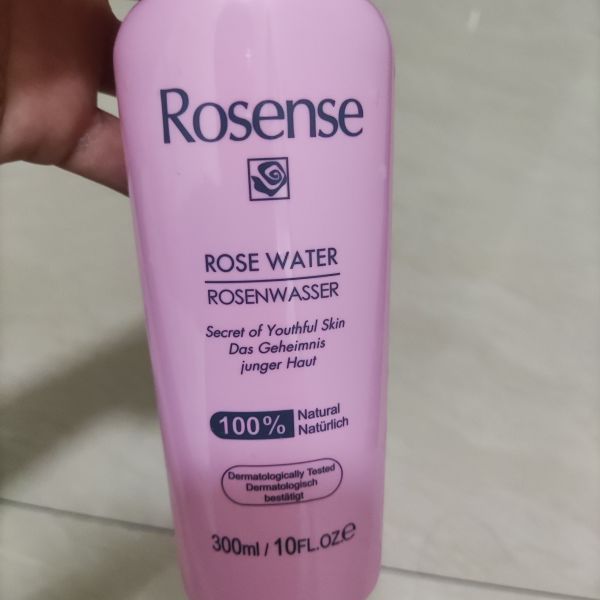 Rosense
ROSE WATER
ROSENWASSER
Secret of Youthful Skin
Das Geheimnis
junger Haut
100% Natural
Natürlich
Dermatologically Tested
Dermatologisch
bestätigt
300ml / 10FL.OZ.℮